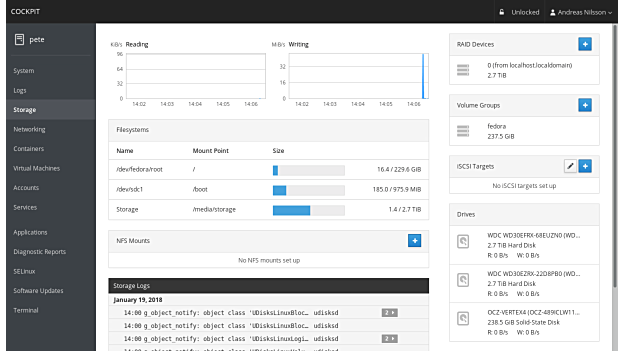 COCKPIT
Unlocked
Andreas Nilsson
pete
System
Logs
Storage
Networking
Containers
Virtual Machines
Accounts
Services
Applications
Diagnostic Reports
SELinux
Software Updates
Terminal
KiB/s Reading
96
64
32
0
14:02 14:03 14:04 14:05 14:06
MiB/s Writing
32
16
0
14:02 14:03 14:04 14:05 14:06
Filesystems
Name Mount Point Size
/dev/fedora/root / 16.4 / 229.6 GiB
/dev/sdc1 /boot 185.0 / 975.9 MiB
Storage /media/storage 1.4 / 2.7 TiB
NFS Mounts
No NFS mounts set up
Storage Logs
January 19, 2018
14:00 g_object_notify: object class 'UDisksLinuxBloc… udisksd 2
14:00 g_object_notify: object class 'UDisksLinuxBloc… udisksd
14:00 g_object_notify: object class 'UDisksLinuxLogi… udisksd 2
RAID Devices
0 (from localhost.localdomain)
2.7 TiB
Volume Groups
fedora
237.5 GiB
iSCSI Targets
No iSCSI targets set up
Drives
WDC WD30EFRX-68EUZN0 (WD...
2.7 TiB Hard Disk
R: 0 B/s W: 0 B/s
WDC WD30EZRX-22D8PB0 (WD...
2.7 TiB Hard Disk
R: 0 B/s W: 0 B/s
OCZ-VERTEX4 (OCZ-489ICLW11...
238.5 GiB Solid-State Disk
R: 0 B/s W: 0 B/s